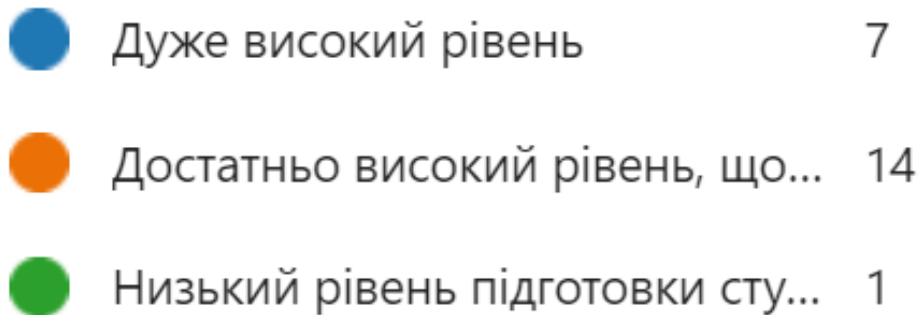 Дуже високий рівень 7
Достатньо високий рівень, що... 14
Низький рівень підготовки сту... 1